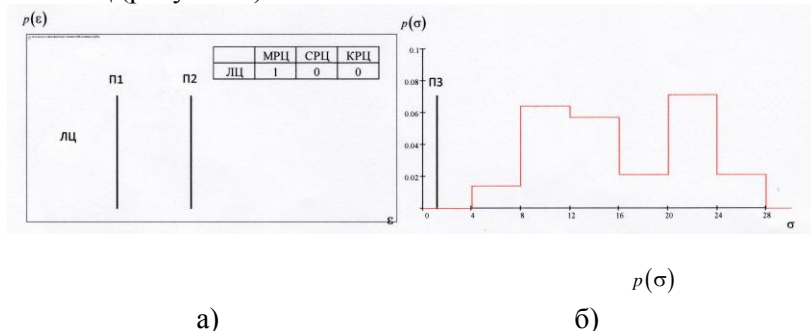 p(ε)
МРЦ СРЦ КРЦ
ЛЦ 1 0 0
П1 П2
ЛЦ
ε
p(σ)
0.1
0.08
П3
0.06
0.04
0.02
0 4 8 12 16 20 24 28
σ
p(σ)
а) б)